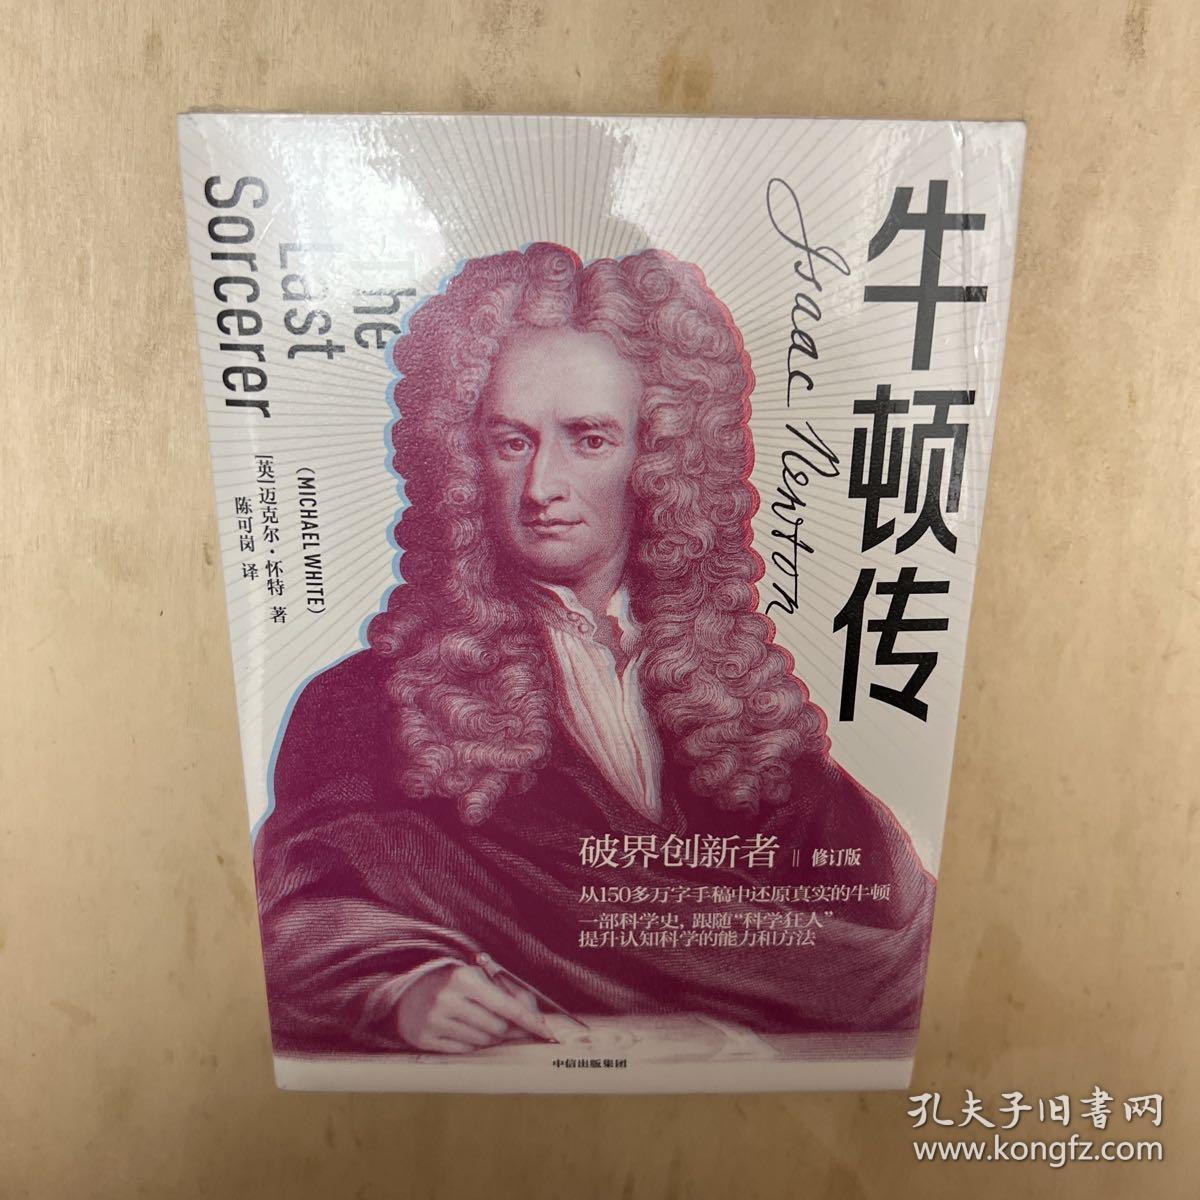 牛顿传
Isaac Newton
The
Last
Sorcerer
(MICHAEL WHITE)
[英]迈克尔·怀特 著
陈可岗 译
破界创新者 || 修订版
从150多万字手稿中还原真实的牛顿
一部科学史,跟随“科学狂人”
提升认知科学的能力和方法
中信出版集团
孔夫子旧書网
www.kongfz.com